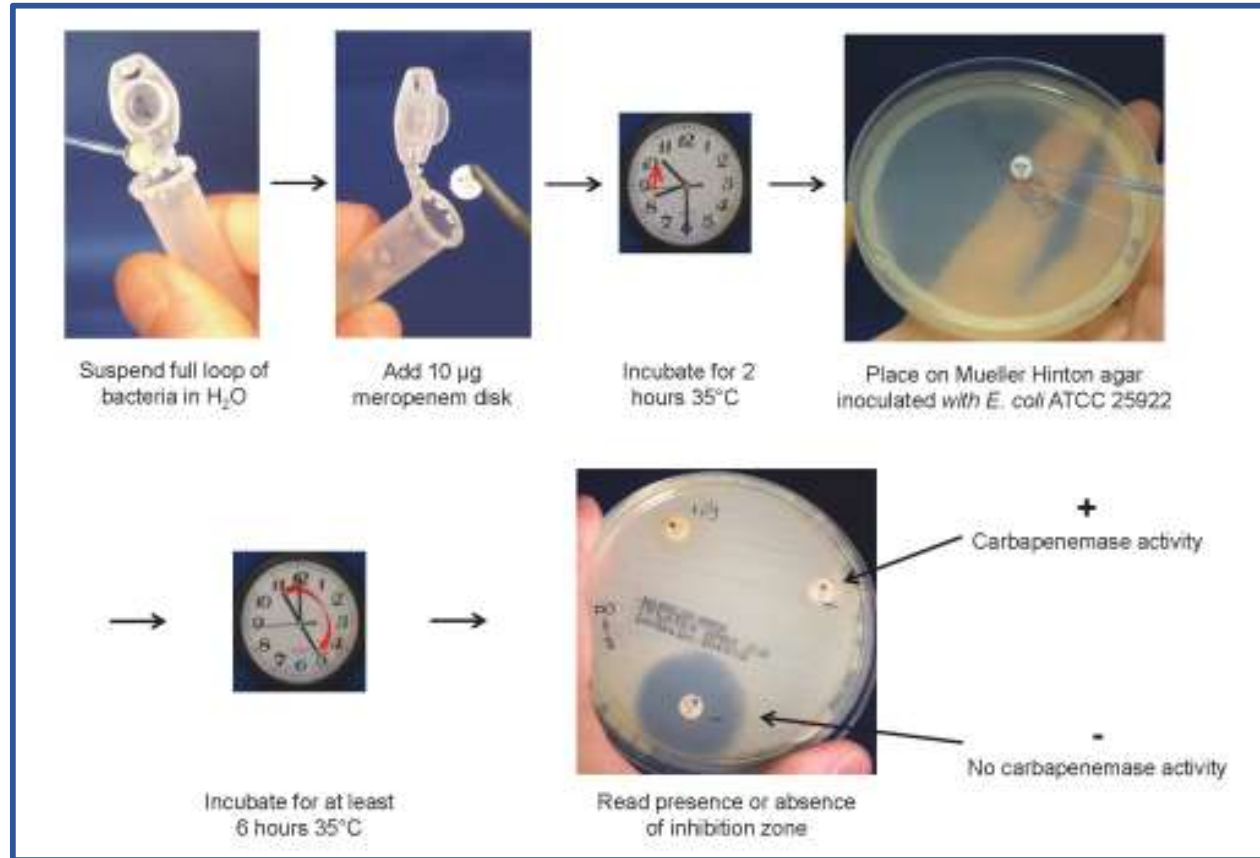 Suspend full loop of
bacteria in H₂O
Add 10 µg
meropenem disk
Incubate for 2
hours 35°C
Place on Mueller Hinton agar
inoculated with E. coli ATCC 25922
Incubate for at least
6 hours 35°C
Read presence or absence
of inhibition zone
+
Carbapenemase activity
-
No carbapenemase activity